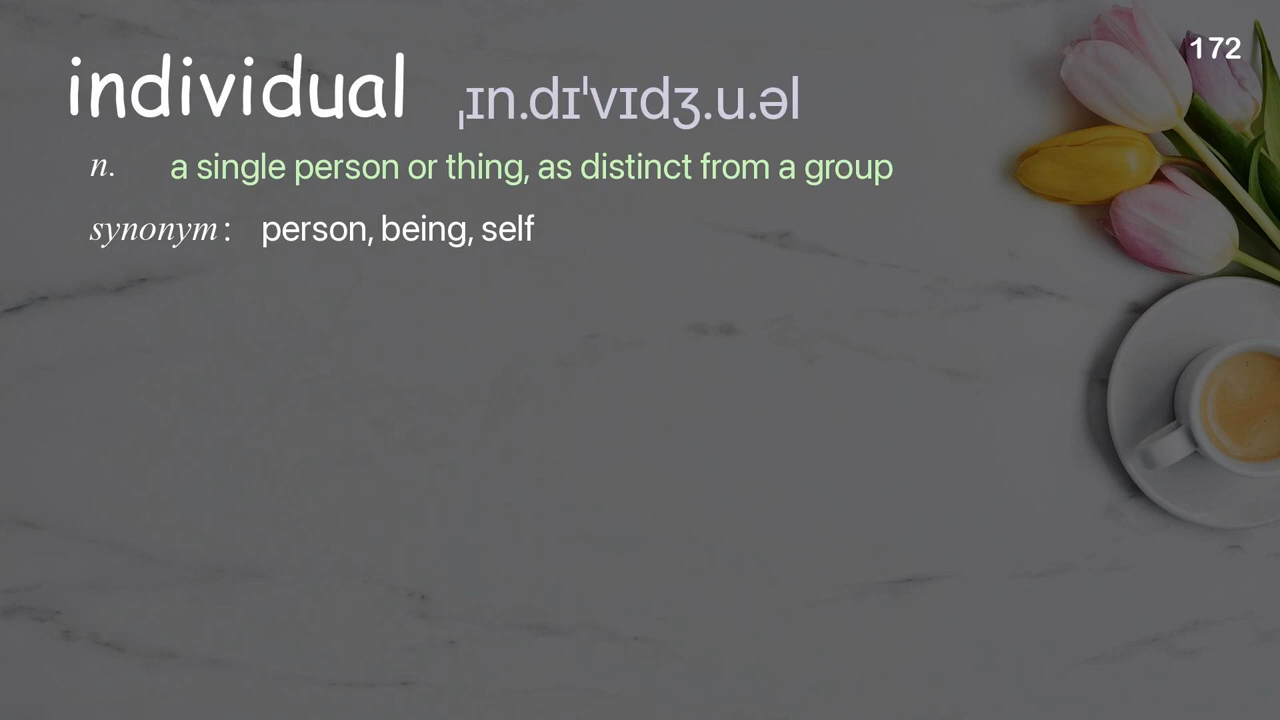 172
individual ˌɪn.dɪˈvɪdʒ.u.əl
n. a single person or thing, as distinct from a group
synonym: person, being, self